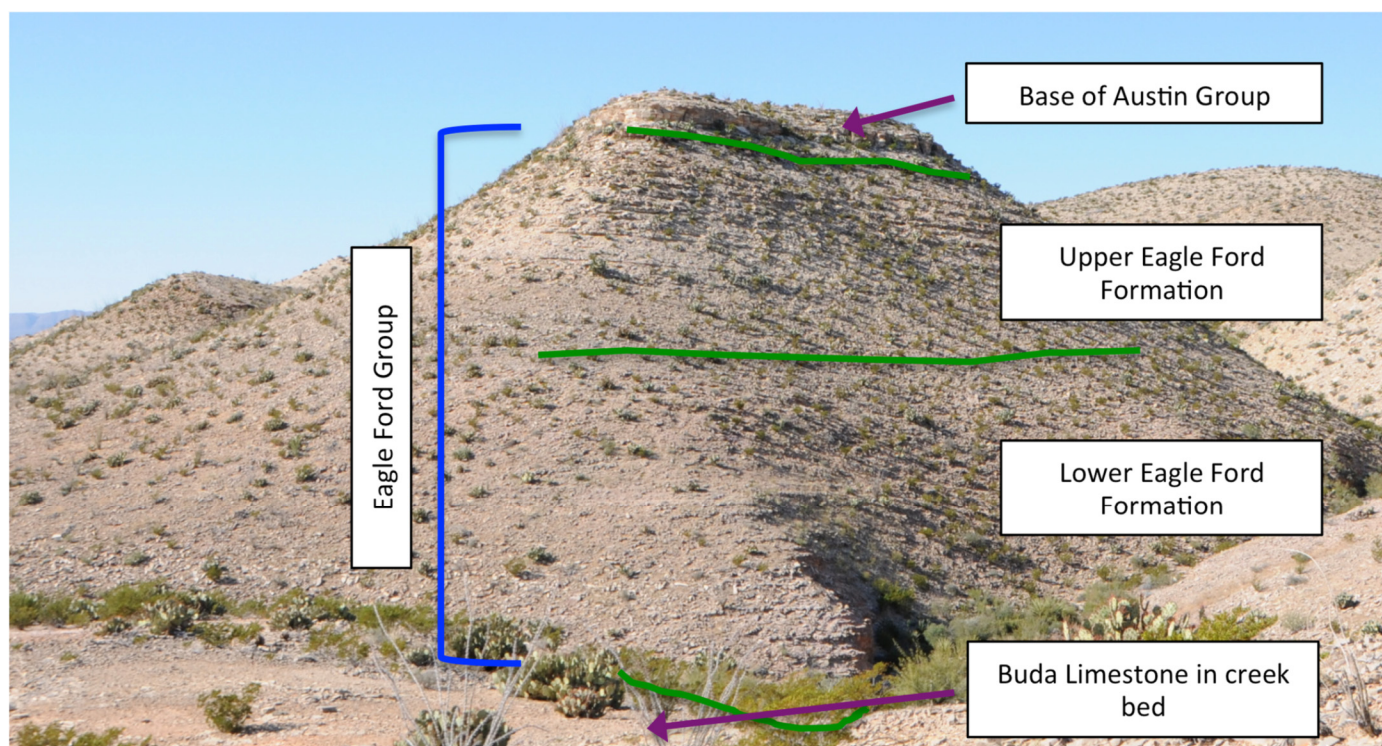 Base of Austin Group
Upper Eagle Ford
Formation
Eagle Ford Group
Lower Eagle Ford
Formation
Buda Limestone in creek
bed